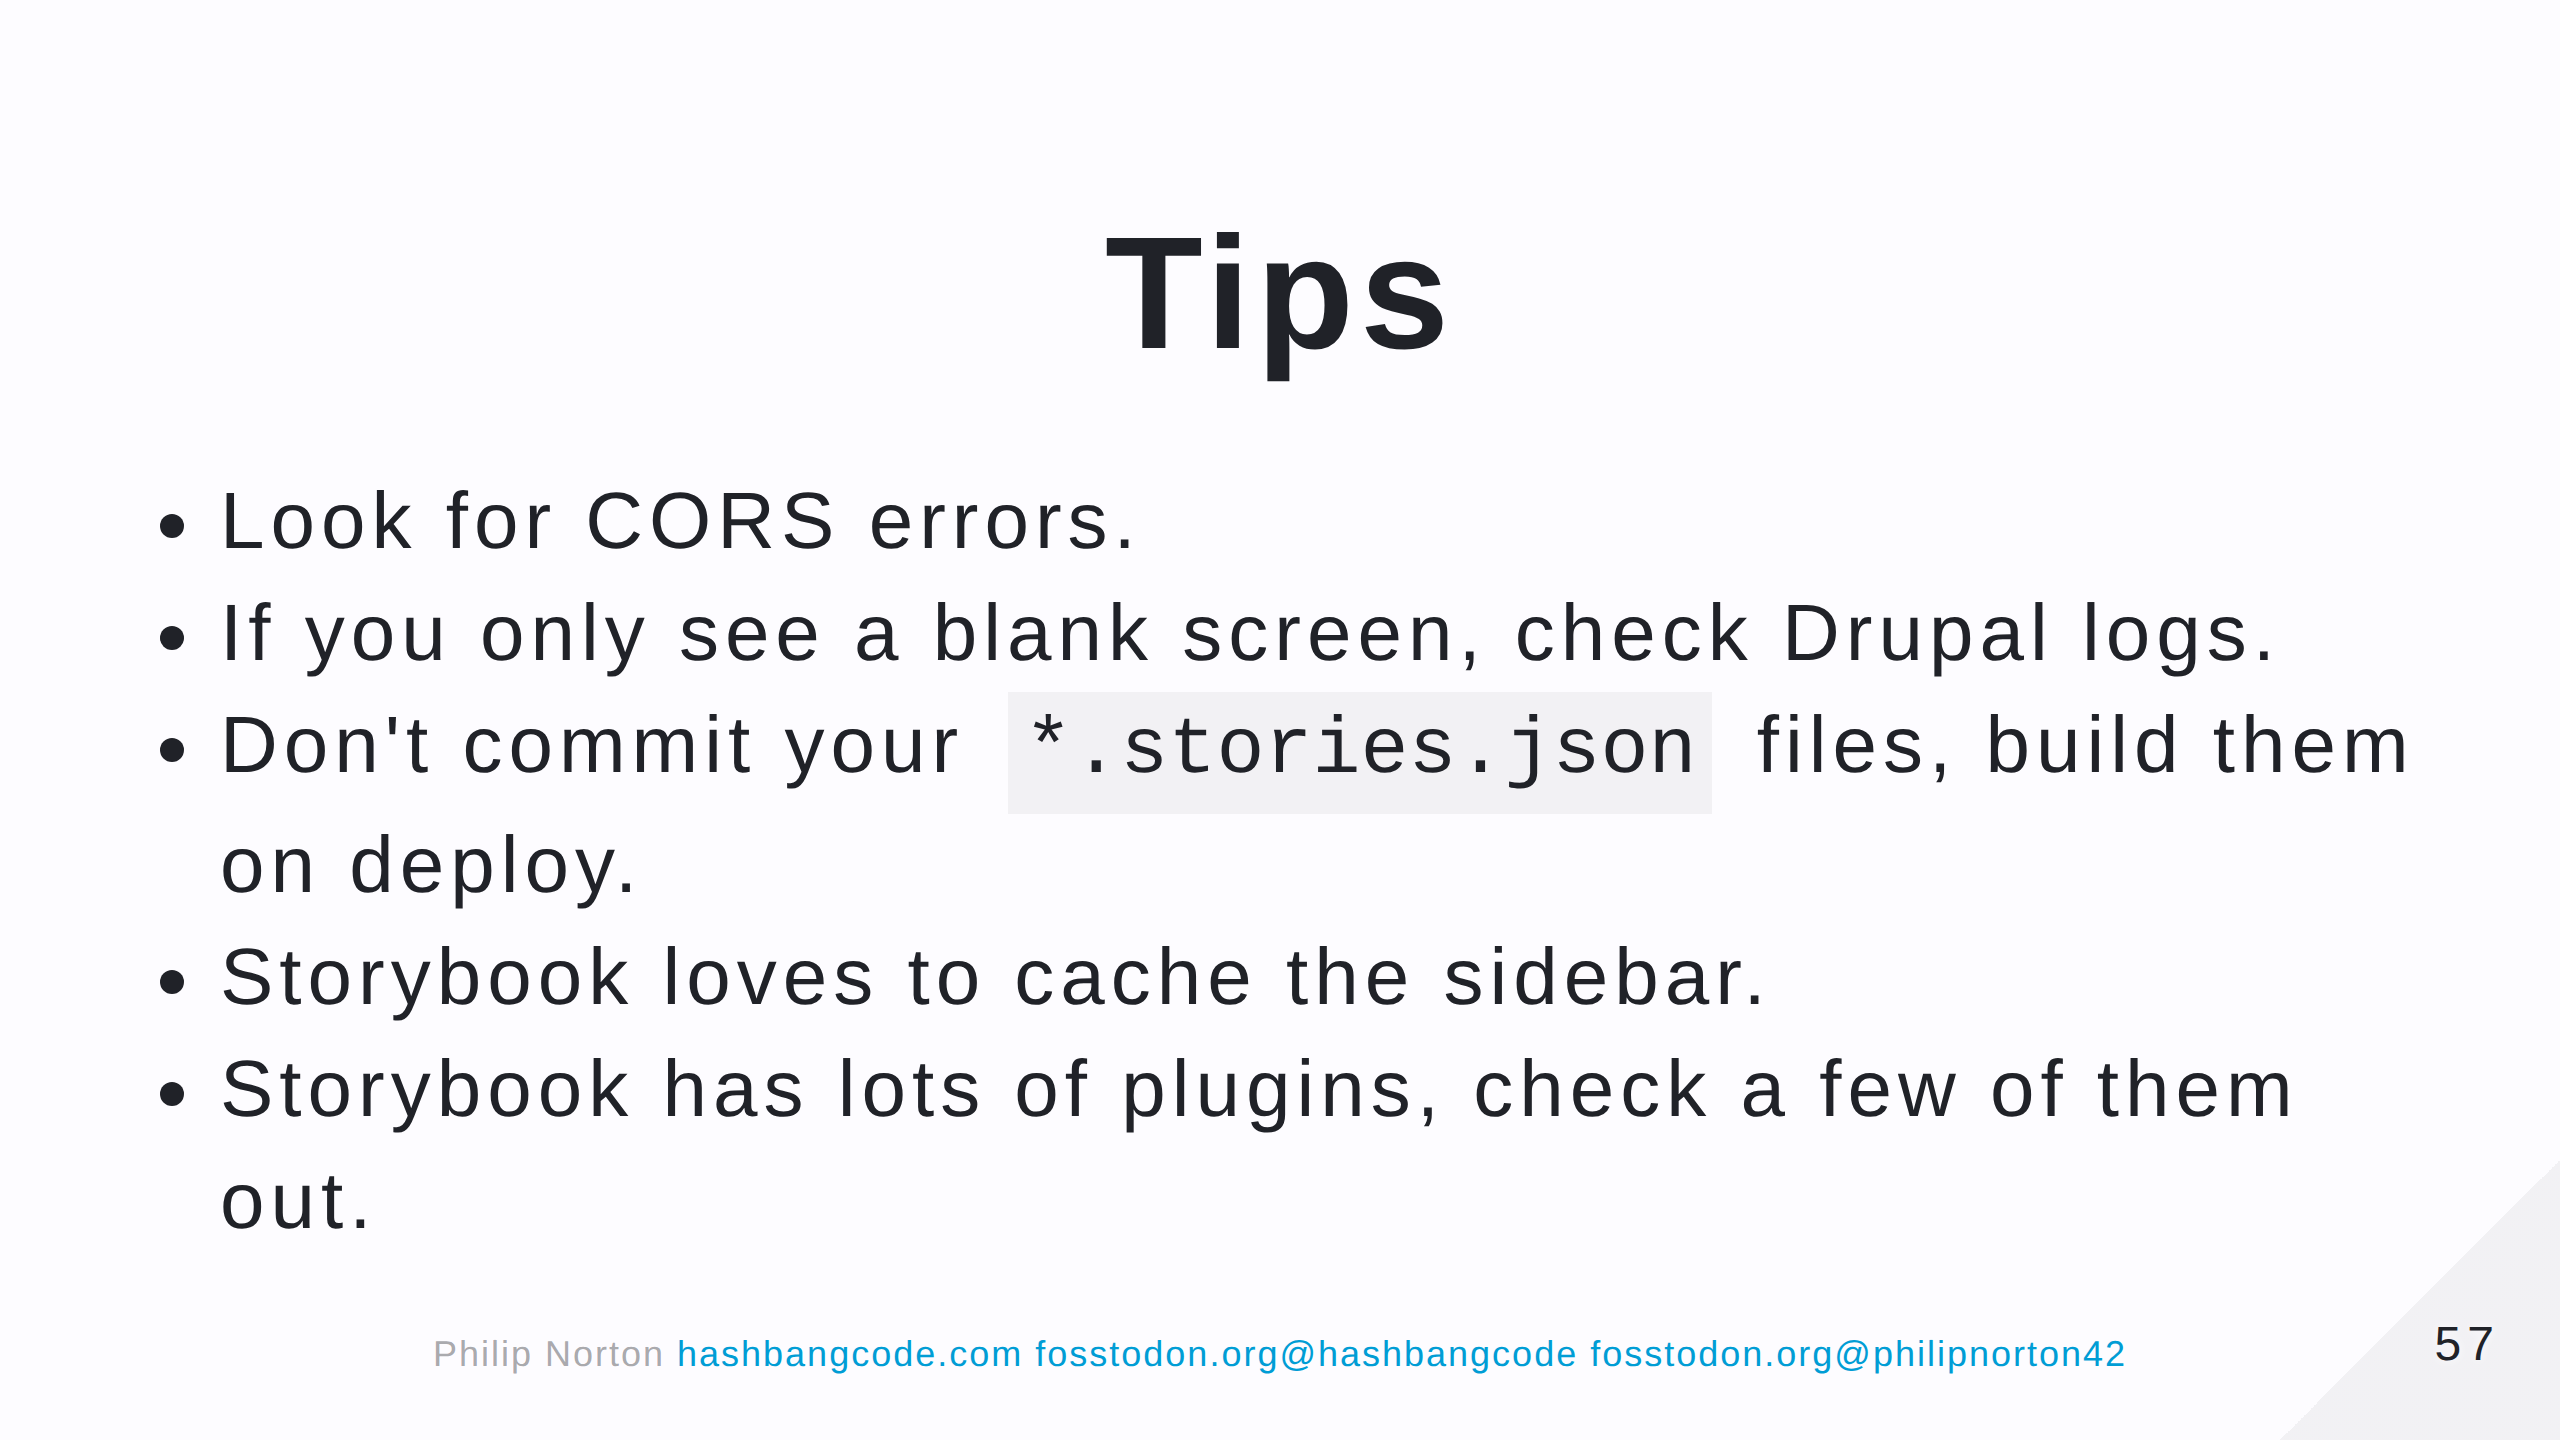 Tips
• Look for CORS errors.
• If you only see a blank screen, check Drupal logs.
• Don't commit your *.stories.json files, build them
on deploy.
• Storybook loves to cache the sidebar.
• Storybook has lots of plugins, check a few of them
out.
Philip Norton hashbangcode.com fosstodon.org@hashbangcode fosstodon.org@philipnorton42
57